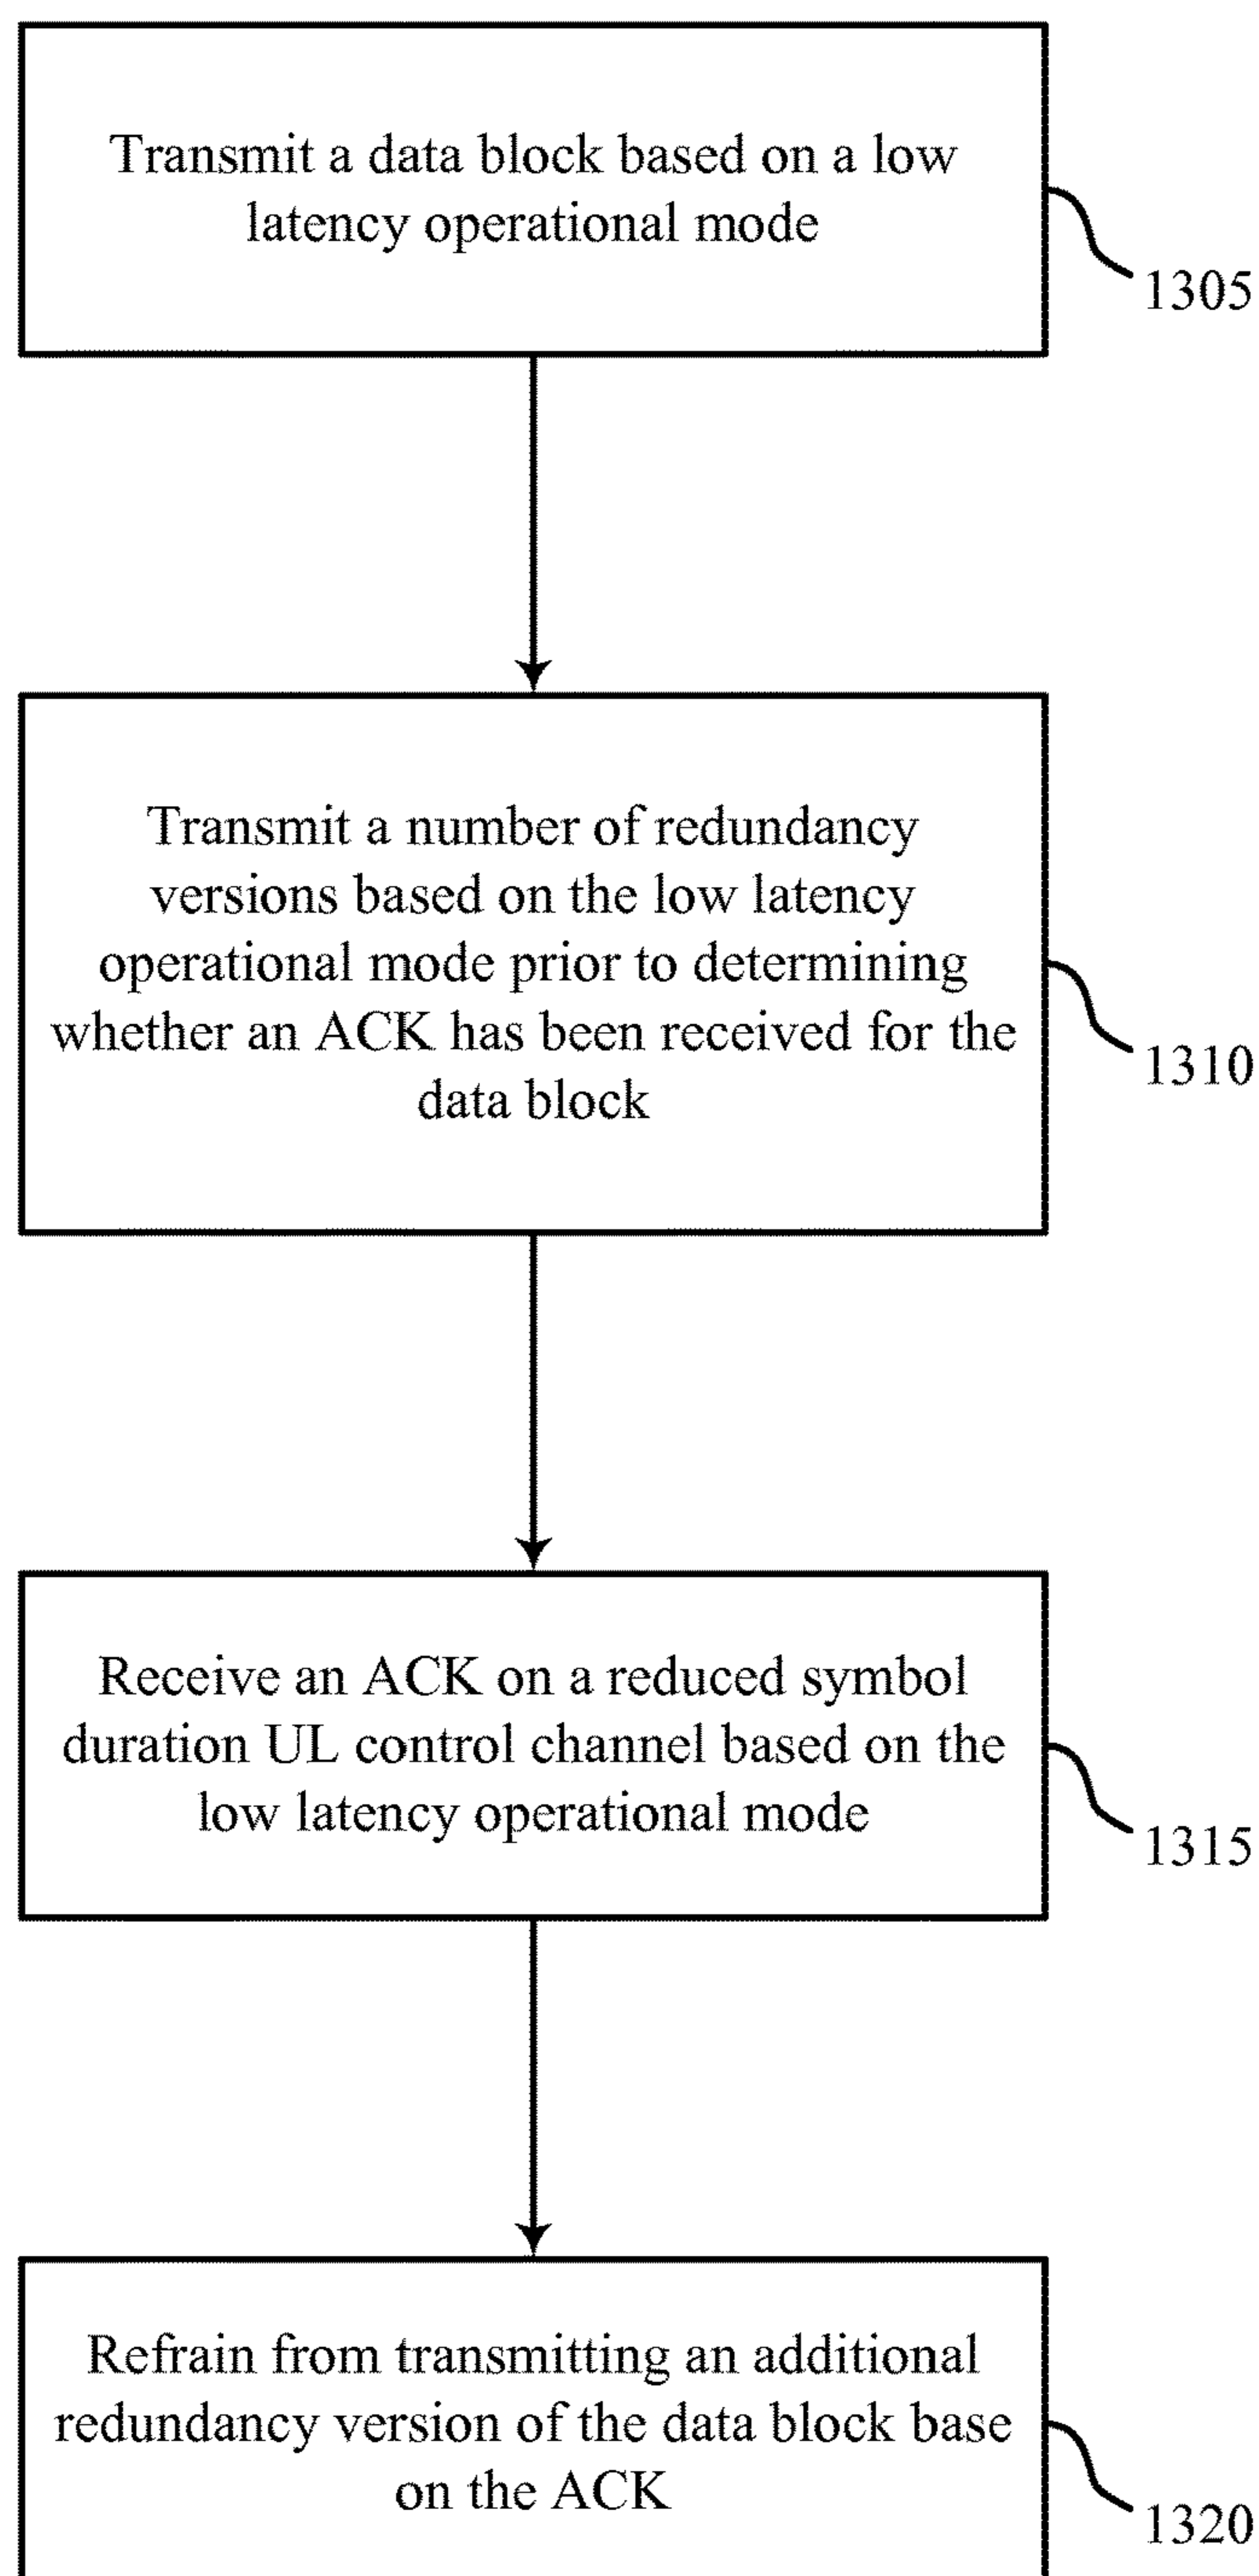 Transmit a data block based on a low
latency operational mode
1305
Transmit a number of redundancy
versions based on the low latency
operational mode prior to determining
whether an ACK has been received for the
data block
1310
Receive an ACK on a reduced symbol
duration UL control channel based on the
low latency operational mode
1315
Refrain from transmitting an additional
redundancy version of the data block base
on the ACK
1320